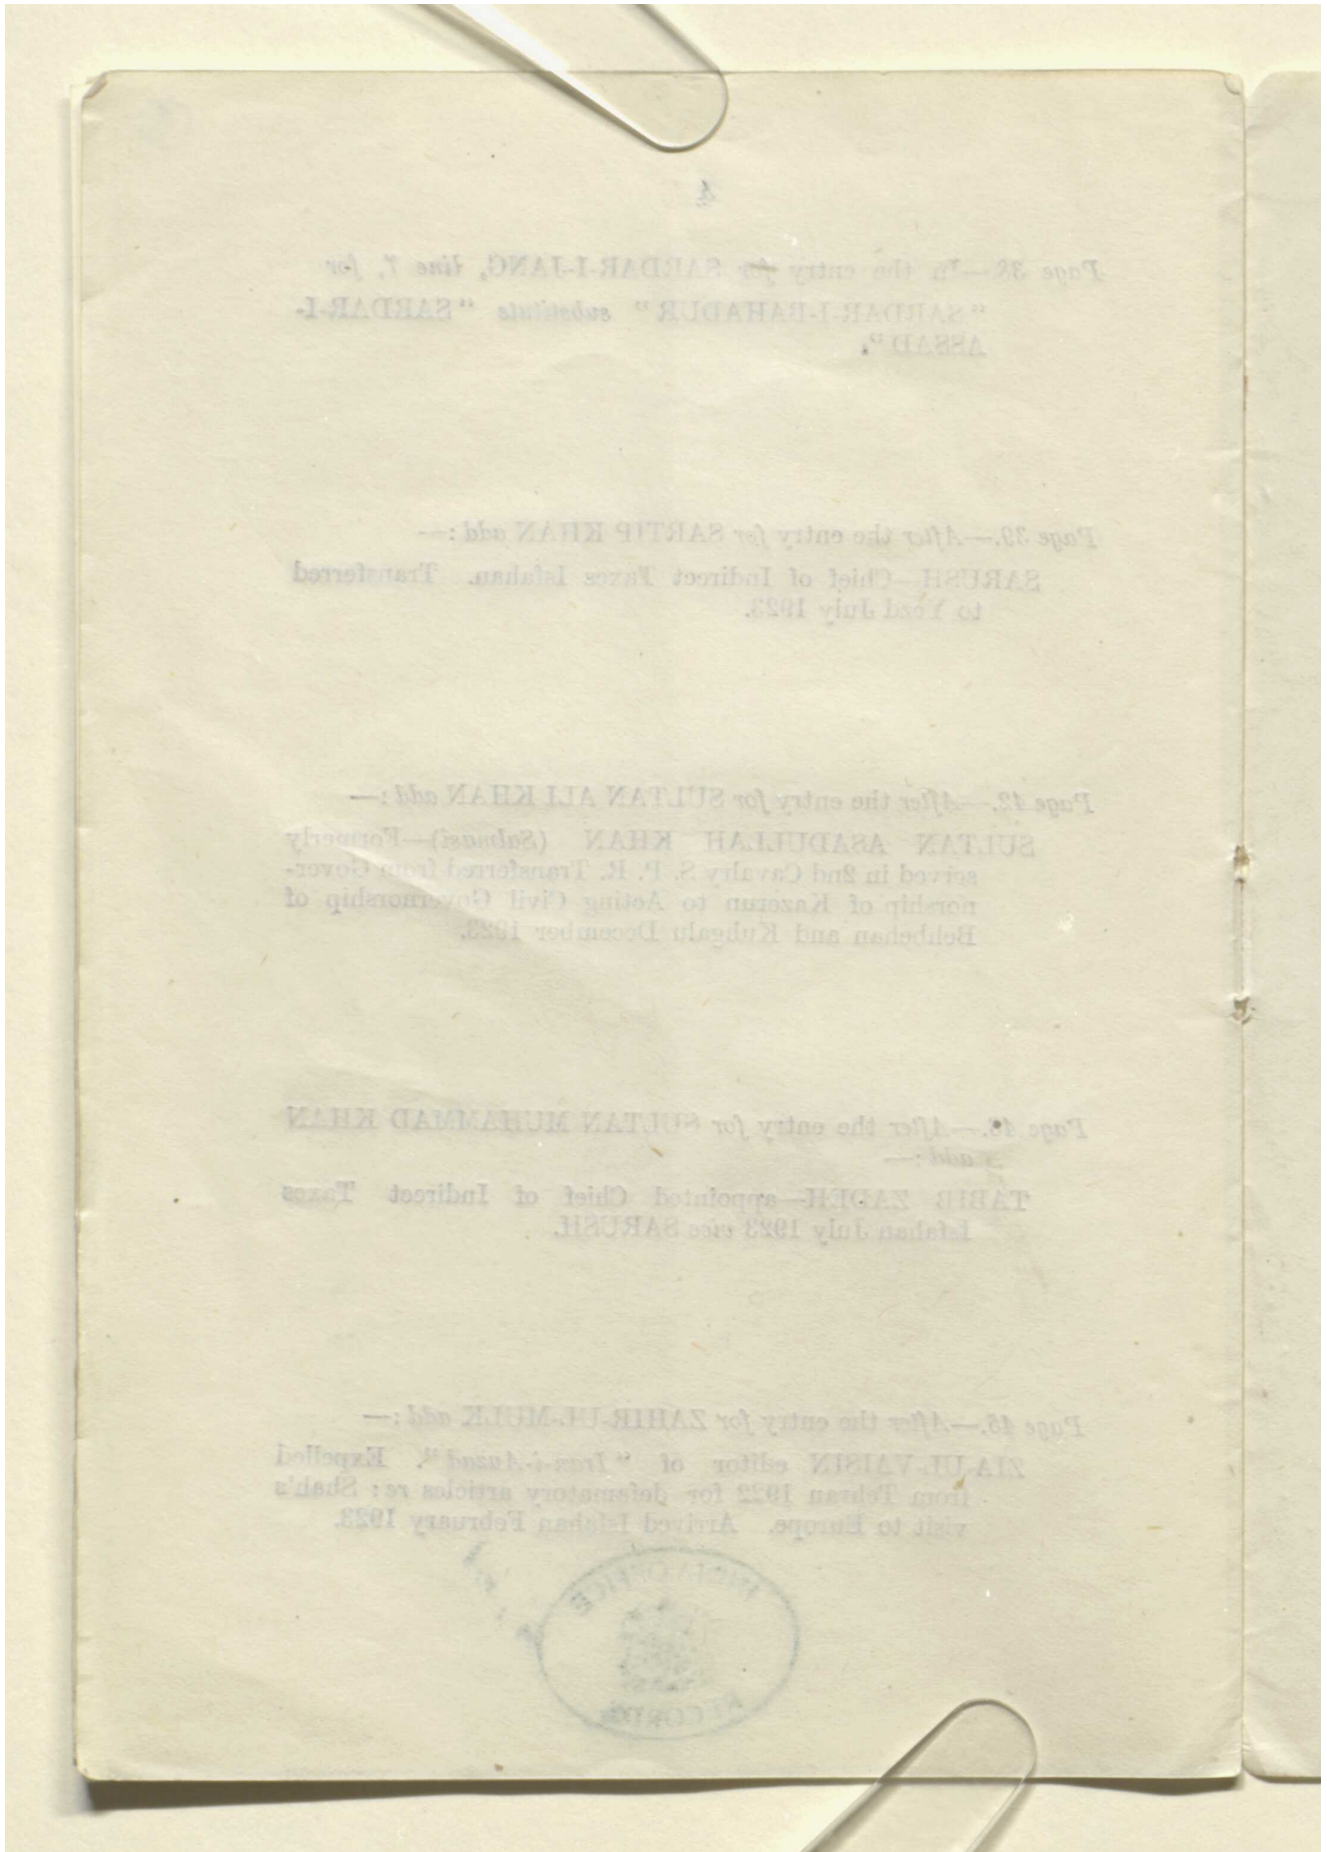 4
Page 38.—In the entry for SARDAR-I-JANG, line 7, for
"SARDAR-I-BAHADUR" substitute "SARDAR-I-
ASSAD".
Page 39.—After the entry for SARTIP KHAN add :—
SARUSH—Chief of Indirect Taxes Isfahan. Transferred
to Yezd July 1923.
Page 42.—After the entry for SULTAN ALI KHAN add :—
SULTAN ASADULLAH KHAN (Salmasi)—Formerly
served in 2nd Cavalry S. P. R. Transferred from Gover-
norship of Kazerun to Acting Civil Governorship of
Behbehan and Kuhgalu December 1923.
Page 43.—After the entry for SULTAN MUHAMMAD KHAN
add :—
TABIB ZADEH—appointed Chief of Indirect Taxes
Isfahan July 1923 vice SARUSH.
Page 48.—After the entry for ZAHIR-UL-MULK add :—
ZIA-UL-VAISIN editor of "Iran-i-Auzad". Expelled
from Tehran 1922 for defamatory articles re: Shah's
visit to Europe. Arrived Isfahan February 1923.
INDIA OFFICE
RECORDS